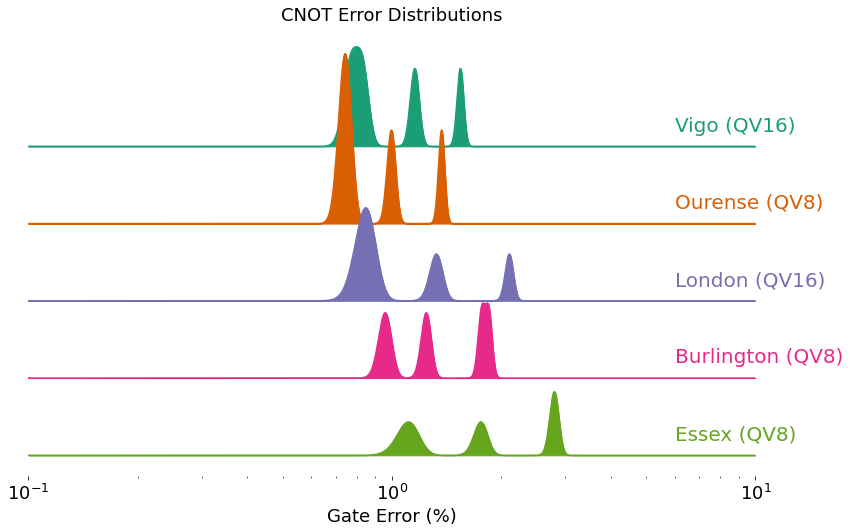 CNOT Error Distributions
Vigo (QV16)
Ourense (QV8)
London (QV16)
Burlington (QV8)
Essex (QV8)
10⁻¹ 10⁰ 10¹
Gate Error (%)